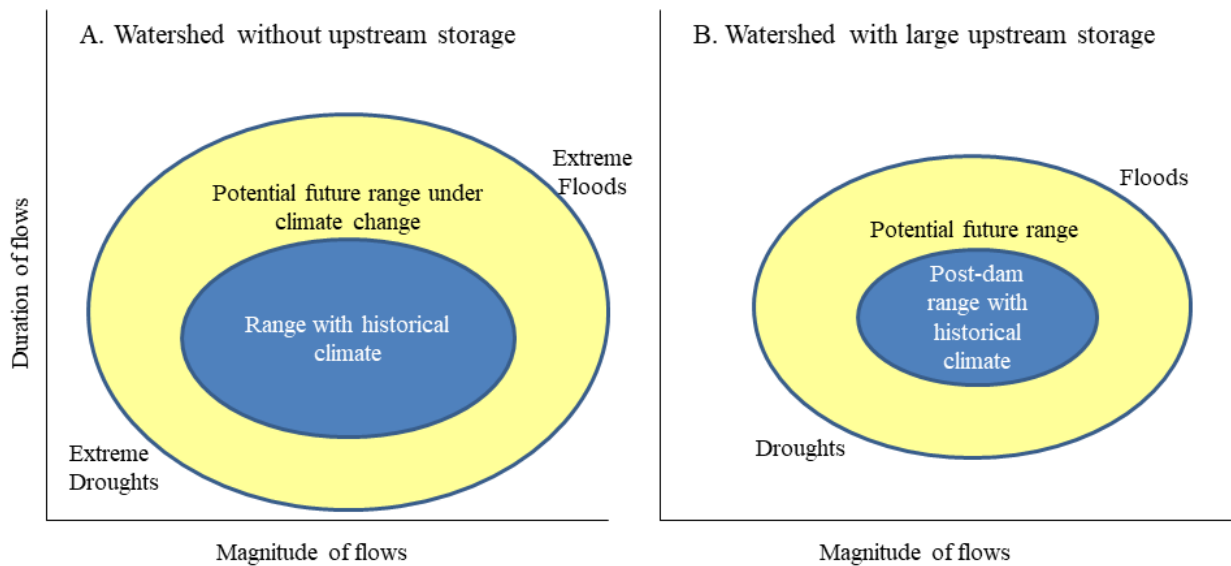 A. Watershed without upstream storage
Extreme
Floods
Potential future range under
climate change
Range with historical
climate
Extreme
Droughts
Duration of flows
Magnitude of flows
B. Watershed with large upstream storage
Floods
Potential future range
Post-dam
range with
historical
climate
Droughts
Magnitude of flows